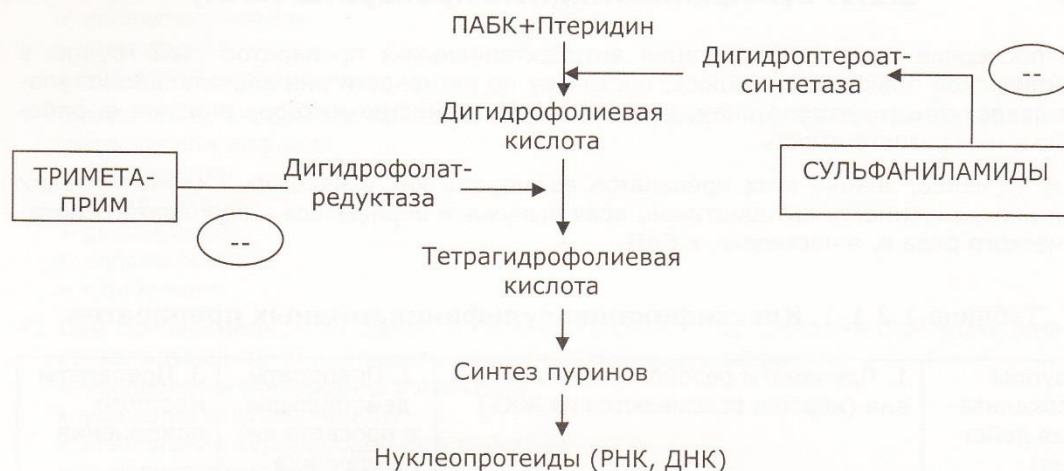 ПАБК+Птеридин
Дигидроптероат-
синтетаза
--
Дигидрофолиевая
кислота
ТРИМЕТА-
ПРИМ
Дигидрофолат-
редуктаза
СУЛЬФАНИЛАМИДЫ
--
Тетрагидрофолиевая
кислота
Синтез пуринов
Нуклеопротеиды (РНК, ДНК)